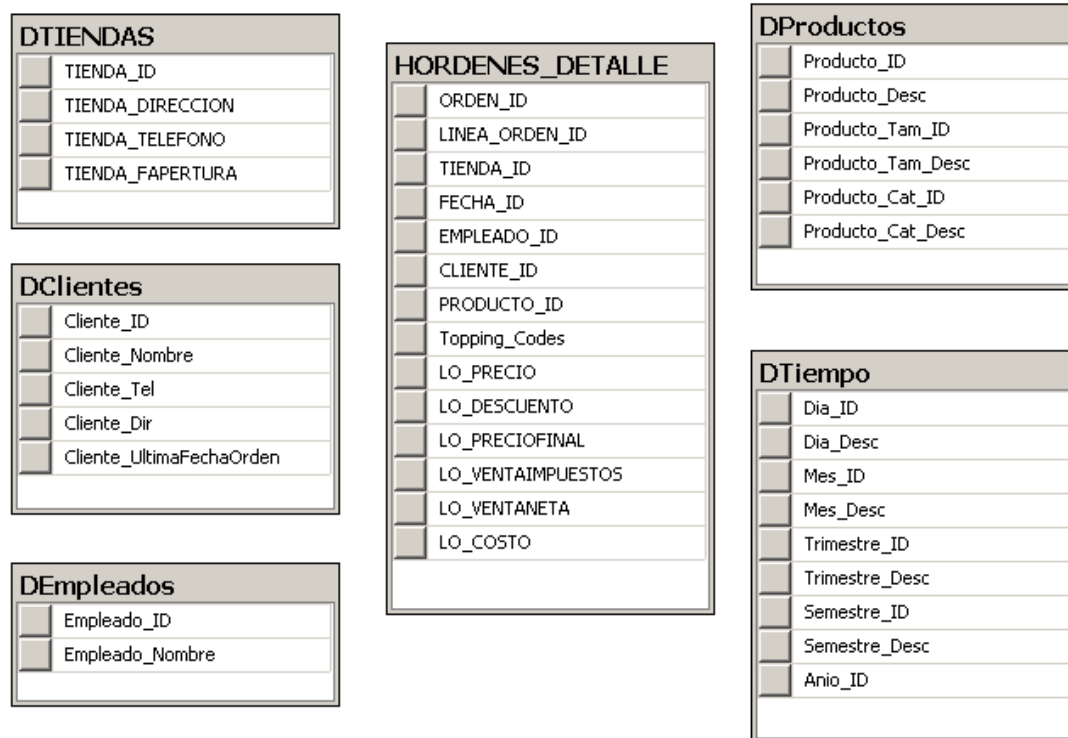 DTIENDAS
TIENDA_ID
TIENDA_DIRECCION
TIENDA_TELEFONO
TIENDA_FAPERTURA
DClientes
Cliente_ID
Cliente_Nombre
Cliente_Tel
Cliente_Dir
Cliente_UltimaFechaOrden
DEmpleados
Empleado_ID
Empleado_Nombre
HORDENES_DETALLE
ORDEN_ID
LINEA_ORDEN_ID
TIENDA_ID
FECHA_ID
EMPLEADO_ID
CLIENTE_ID
PRODUCTO_ID
Topping_Codes
LO_PRECIO
LO_DESCUENTO
LO_PRECIOFINAL
LO_VENTAIMPUESTOS
LO_VENTANETA
LO_COSTO
DProductos
Producto_ID
Producto_Desc
Producto_Tam_ID
Producto_Tam_Desc
Producto_Cat_ID
Producto_Cat_Desc
DTiempo
Dia_ID
Dia_Desc
Mes_ID
Mes_Desc
Trimestre_ID
Trimestre_Desc
Semestre_ID
Semestre_Desc
Anio_ID